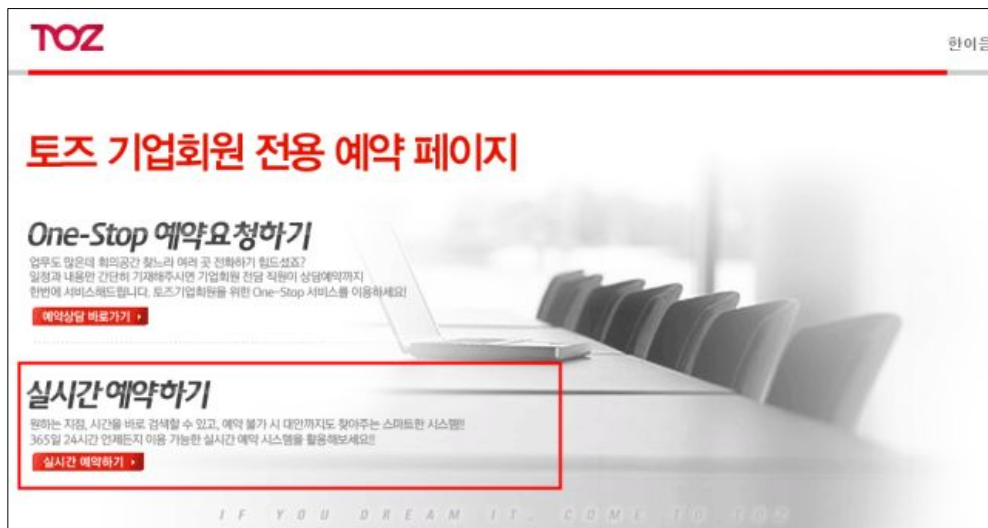 TOZ
한이음
토즈 기업회원 전용 예약 페이지
One-Stop 예약요청하기
업무도 많은데 회의공간 찾느라 여러 곳 전화하기 힘드셨죠?
일정과 내용만 간단히 기재해주시면 기업회원 전담 직원이 상담예약까지
한번에 서비스해드립니다. 토즈기업회원을 위한 One-Stop 서비스를 이용하세요!
예약상담 바로가기
실시간 예약하기
원하는 지점, 시간을 바로 검색할 수 있고, 예약 불가 시 대안까지도 찾아주는 스마트한 시스템!!
365일 24시간 언제든지 이용 가능한 실시간 예약 시스템을 활용해보세요!!
실시간 예약하기
IF YOU DREAM IT, COME TO TOZ